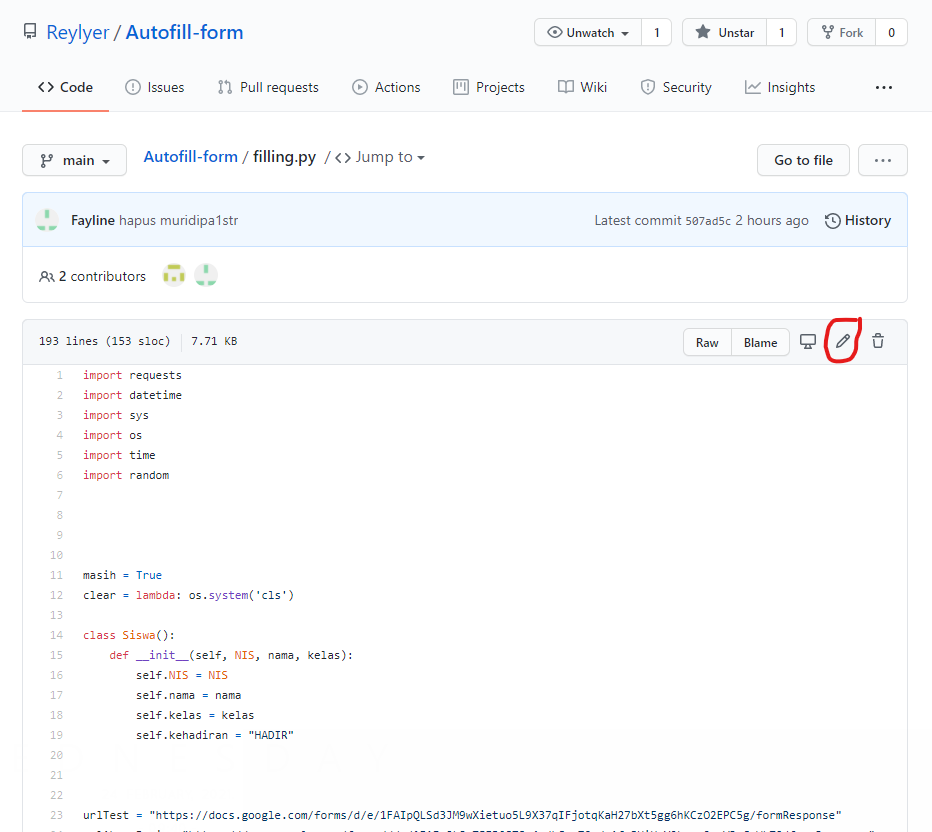 Reylyer / Autofill-form
Unwatch 1 Unstar 1 Fork 0
Code Issues Pull requests Actions Projects Wiki Security Insights ...
main Autofill-form / filling.py / <> Jump to Go to file ...
Fayline hapus muridipa1str Latest commit 507ad5c 2 hours ago History
2 contributors
193 lines (153 sloc) 7.71 KB Raw Blame
1 import requests
2 import datetime
3 import sys
4 import os
5 import time
6 import random
7
8
9
10
11 masih = True
12 clear = lambda: os.system('cls')
13
14 class Siswa():
15 def __init__(self, NIS, nama, kelas):
16 self.NIS = NIS
17 self.nama = nama
18 self.kelas = kelas
19 self.kehadiran = "HADIR"
20
21
22
23 urlTest = "https://docs.google.com/forms/d/e/1FAIpQLSd3JM9wXietuo5L9X37qIFjotqKaH27bXt5gg6hKCzO2EPC5g/formResponse"